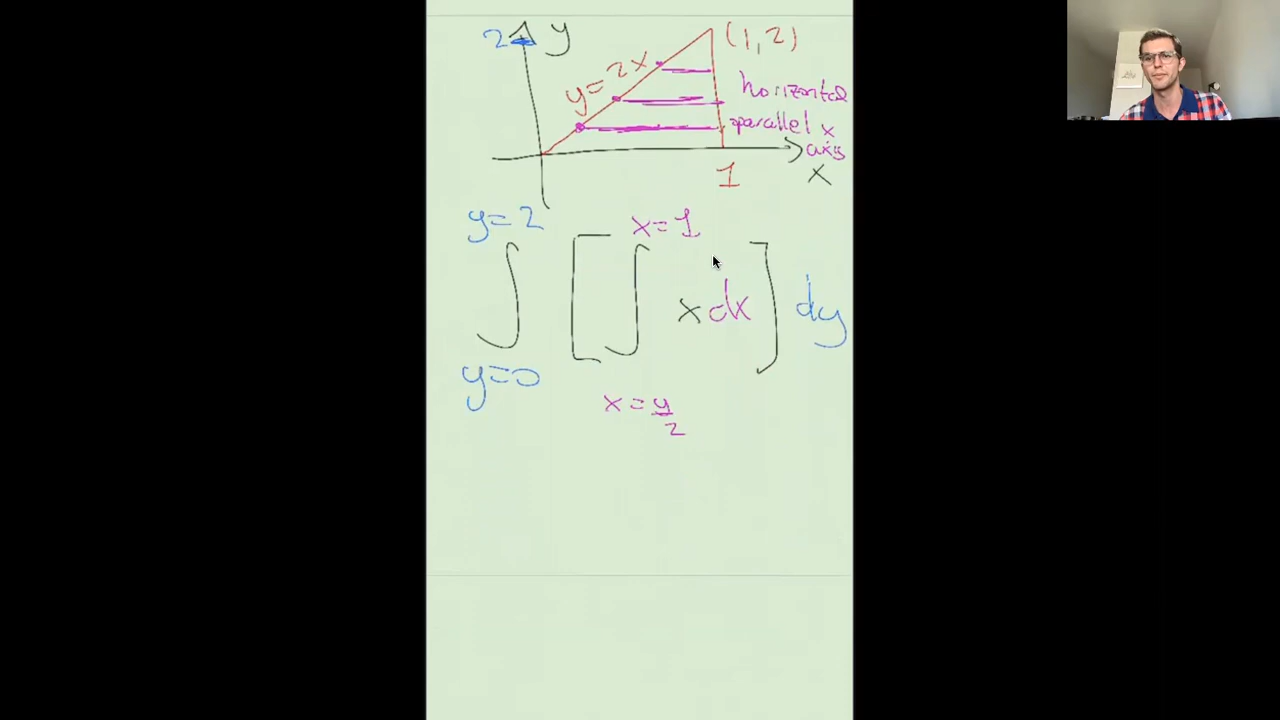 2 y
(1,2)
y=2x
horizontal
parallel x
axis
1 x
y=2 x=1
∫ [ ∫ x dx ] dy
y=0
x = y/2